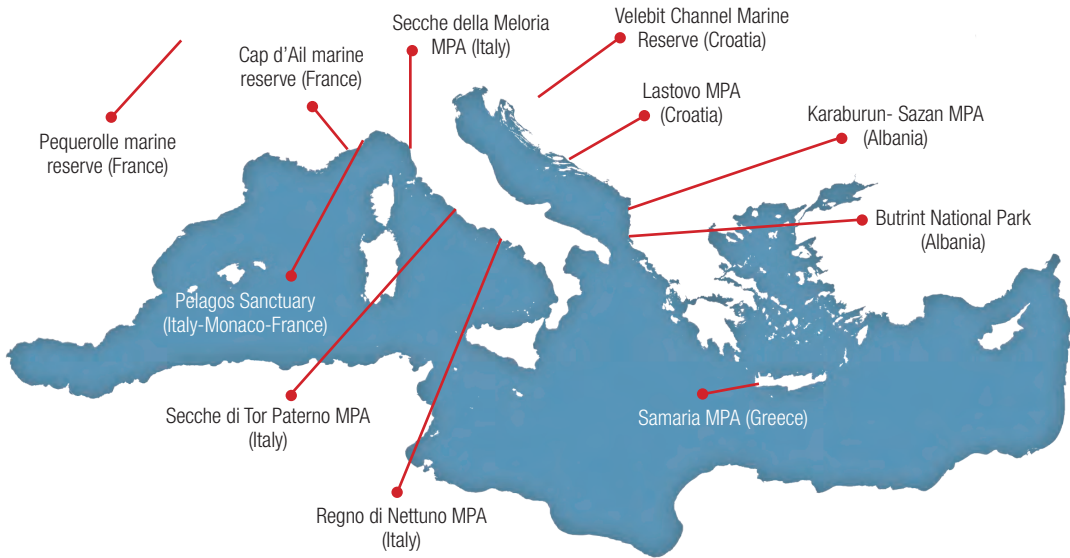 Secche della Meloria
MPA (Italy)
Velebit Channel Marine
Reserve (Croatia)
Cap d’Ail marine
reserve (France)
Lastovo MPA
(Croatia)
Karaburun- Sazan MPA
(Albania)
Pequerolle marine
reserve (France)
Butrint National Park
(Albania)
Pelagos Sanctuary
(Italy-Monaco-France)
Secche di Tor Paterno MPA
(Italy)
Samaria MPA (Greece)
Regno di Nettuno MPA
(Italy)